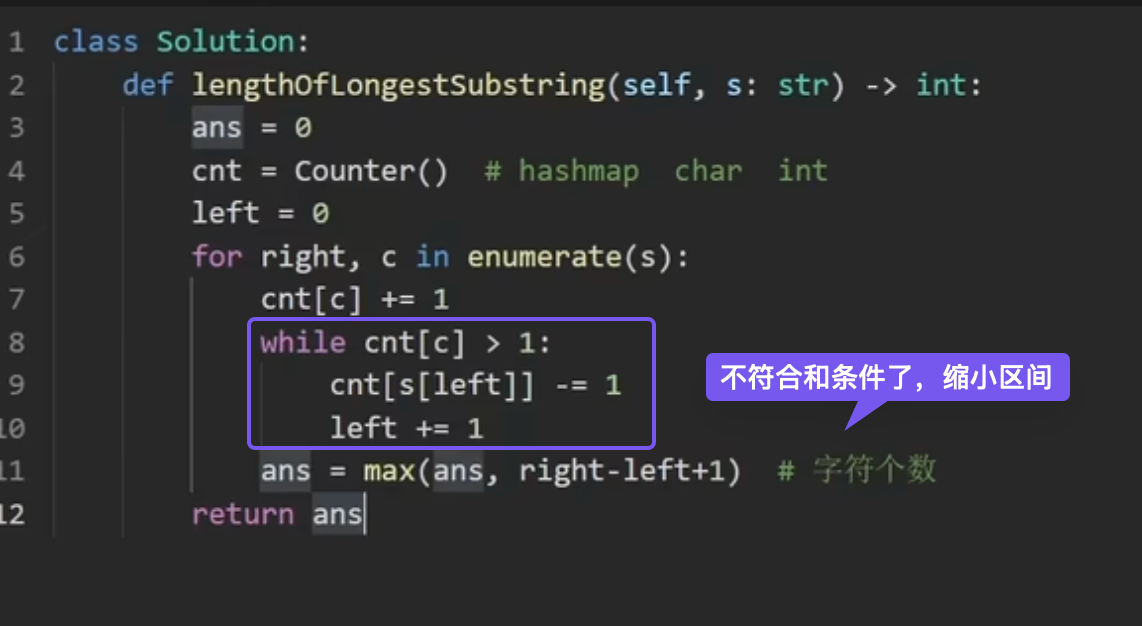 1 class Solution:
2 def lengthOfLongestSubstring(self, s: str) -> int:
3 ans = 0
4 cnt = Counter() # hashmap char int
5 left = 0
6 for right, c in enumerate(s):
7 cnt[c] += 1
8 while cnt[c] > 1:
9 cnt[s[left]] -= 1
不符合和条件了，缩小区间
10 left += 1
11 ans = max(ans, right-left+1) # 字符个数
12 return ans